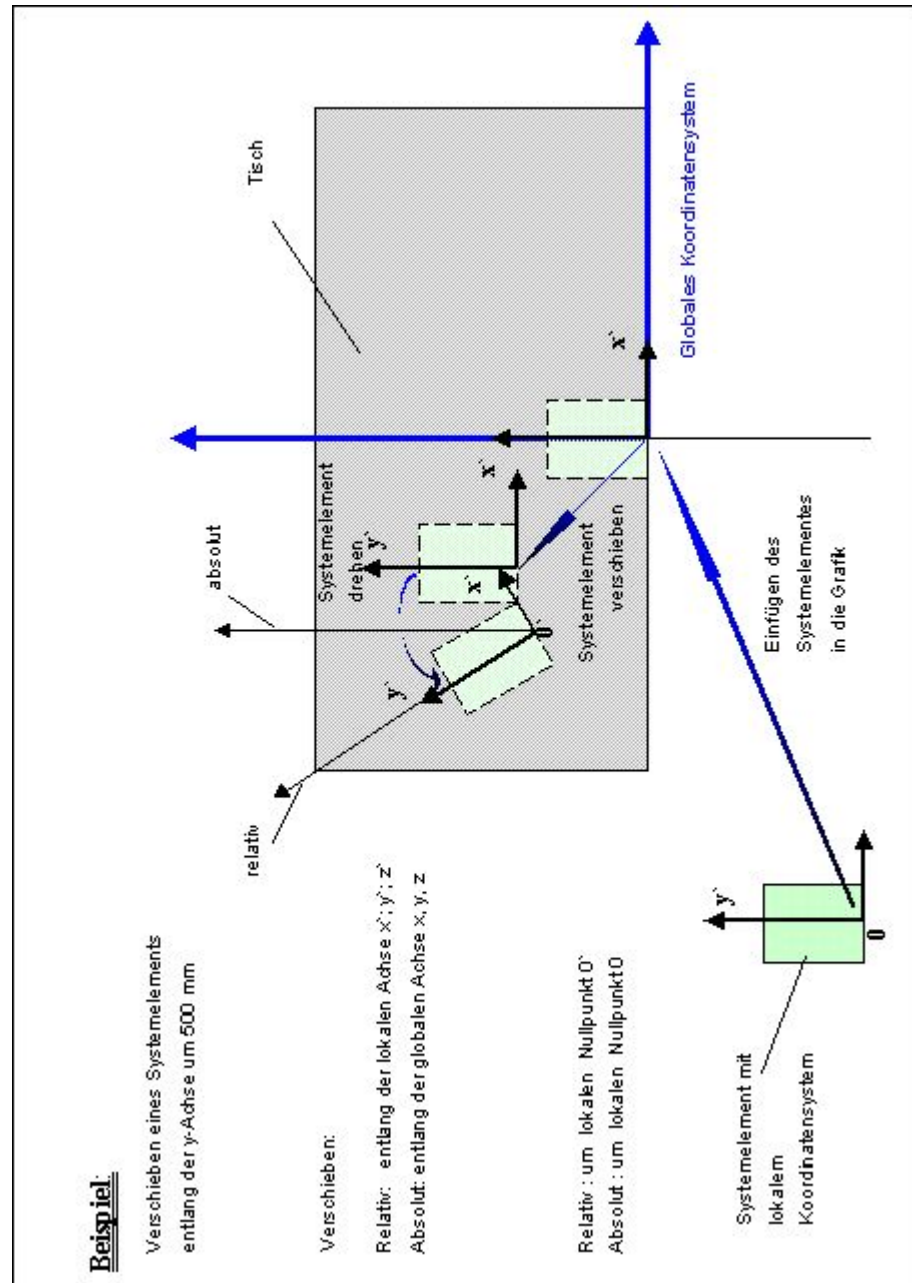 Beispiel:
Verschieben eines Systemelements
entlang der y-Achse um 500 mm
Verschieben:
Relativ: entlang der lokalen Achse x`; y`; z`
Absolut: entlang der globalen Achse x, y, z
Relativ : um lokalen Nullpunkt 0`
Absolut : um lokalen Nullpunkt 0
Systemelement mit
lokalem
Koordinatensystem
y`
0
relativ
absolut
Tisch
Systemelement
drehen
y`
y`
x`
x`
x`
0
Systemelement
verschieben
Einfügen des
Systemelementes
in die Grafik
Globales Koordinatensystem